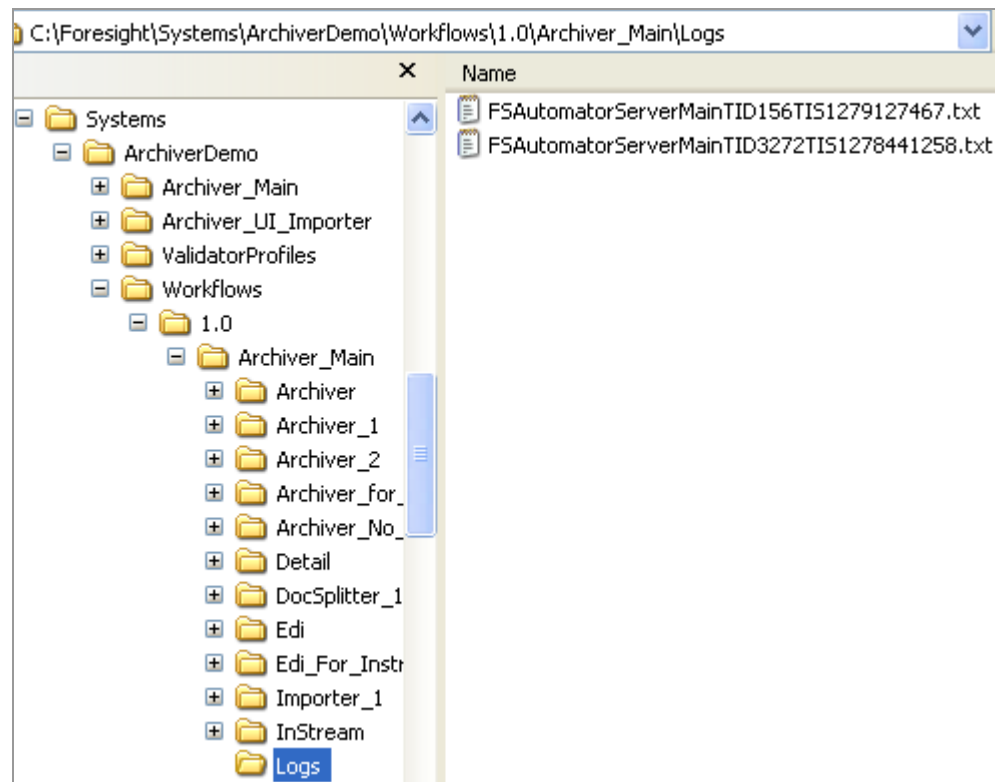 C:\Foresight\Systems\ArchiverDemo\Workflows\1.0\Archiver_Main\Logs
Name
Systems
ArchiverDemo
Archiver_Main
Archiver_UI_Importer
ValidatorProfiles
Workflows
1.0
Archiver_Main
Archiver
Archiver_1
Archiver_2
Archiver_for_
Archiver_No_
Detail
DocSplitter_1
Edi
Edi_For_Instr
Importer_1
InStream
Logs
FSAutomatorServerMainTID156TIS1279127467.txt
FSAutomatorServerMainTID3272TIS1278441258.txt